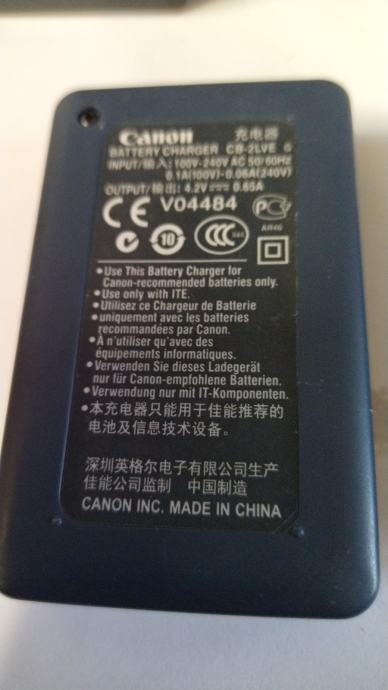 Canon 充电器
BATTERY CHARGER CB-2LVE G
INPUT/输入: 100V-240V AC 50/60Hz
0.1A(100V)-0.06A(240V)
OUTPUT/输出: 4.2V⎓ 0.65A
CE V04484 PC
AR46
10 CCC S&E
•Use This Battery Charger for
Canon-recommended batteries only.
•Use only with ITE.
•Utilisez ce Chargeur de Batterie
•uniquement avec les batteries
recommandées par Canon.
•A n'utiliser qu'avec des
équipements informatiques.
•Verwenden Sie dieses Ladegerät
nur für Canon-empfohlene Batterien.
•Verwendung nur mit IT-Komponenten.
•本充电器只能用于佳能推荐的
电池及信息技术设备。
深圳英格尔电子有限公司生产
佳能公司监制 中国制造
CANON INC. MADE IN CHINA